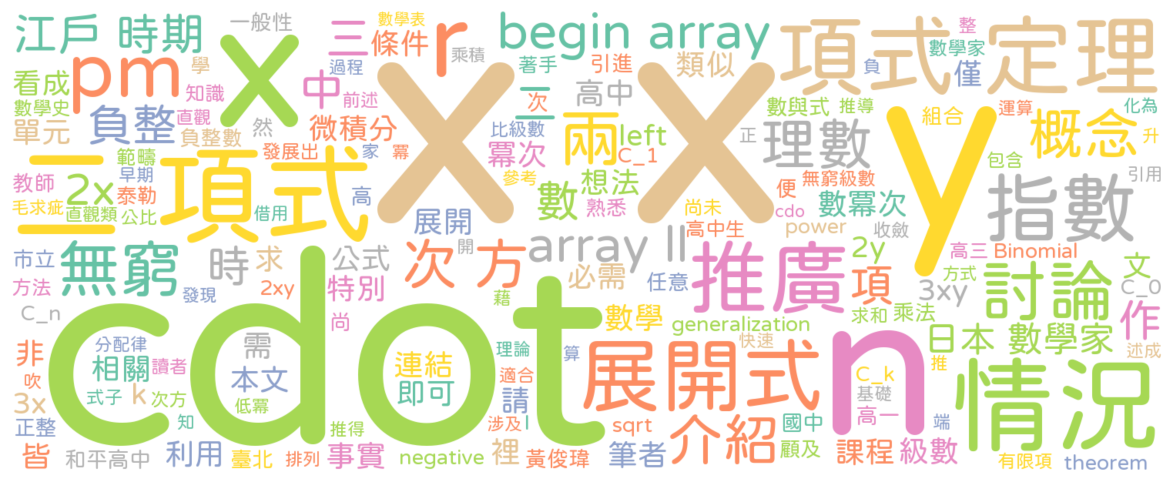 江戶 時期
x
一般性
三
條件
數學表
乘積
r
begin array
著手
引進
類似
項式 定理
整
數學家
僅
負
pm
看成
數學史
單元
學
知識
直觀
負整
負整數
然
過程
中
前述
微積分
發展出
家
冪
x x
比級數
冪次
二次
高中
兩
left
C_1
正
數與式
推導
理數
組合
運算
化為
升
概念
y
包含
引用
二 項式
範疇
早期
教師
2x
泰勒
毛求疵
直觀類
公比
借用
高
參考
數
想法
熟悉
便
尚未
cdo
無窮級數
高中生
數冪次
power
收斂
指數
高三
Binomial
展開
開
無窮
時
求
公式
次 方
array ll
必需
任意
推廣
2y
項
3xy
方式
討論
文
C_0
市立
方法
發現
2xy
特別
C_n
尚
藉
數學
generalization
求和
乘法
快速
日本 數學家
作
述成
cdot
非
吹
分配律
相關
讀者
需
本文
連結
即可
理論
算
適合
請
展開式
n
推
情況
3x
式子
k
次方
低冪
正整
知
推得
涉及
l
sqrt
介紹
國中
顧及
C_k
基礎
高一
端
皆
和平高中
利用
臺北
排列
事實
negative
裡
黃俊瑋
筆者
課程
級數
有限項
theorem